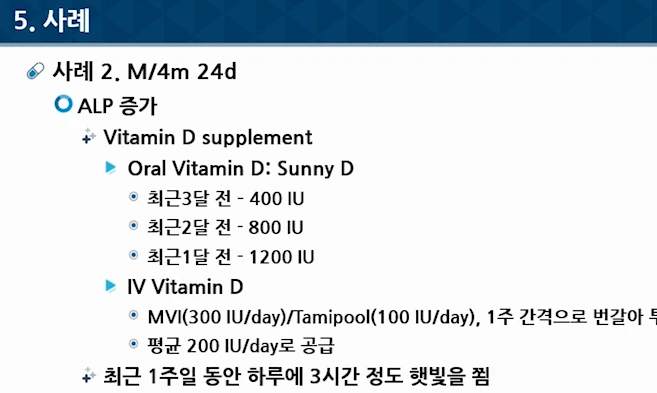 5. 사례
사례 2. M/4m 24d
ALP 증가
Vitamin D supplement
Oral Vitamin D: Sunny D
최근3달 전 - 400 IU
최근2달 전 - 800 IU
최근1달 전 - 1200 IU
IV Vitamin D
MVI(300 IU/day)/Tamipool(100 IU/day), 1주 간격으로 번갈아
평균 200 IU/day로 공급
최근 1주일 동안 하루에 3시간 정도 햇빛을 쬠